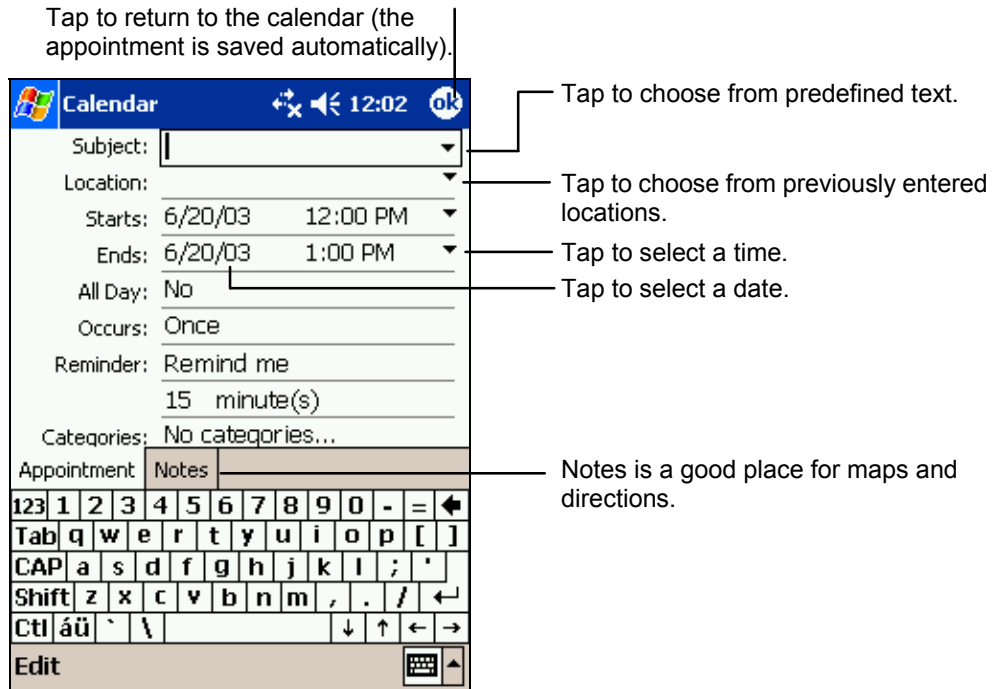 Tap to return to the calendar (the
appointment is saved automatically).
Calendar 12:02 ok
Tap to choose from predefined text.
Subject:
Location:
Tap to choose from previously entered
locations.
Starts: 6/20/03 12:00 PM
Ends: 6/20/03 1:00 PM
Tap to select a time.
Tap to select a date.
All Day: No
Occurs: Once
Reminder: Remind me
15 minute(s)
Categories: No categories...
Appointment Notes
Notes is a good place for maps and
directions.
123 1 2 3 4 5 6 7 8 9 0 - = 🡄
Tab q w e r t y u i o p [ ]
CAP a s d f g h j k l ; '
Shift z x c v b n m , . / ↵
Ctl áü ` \ ↓ ↑ ← →
Edit